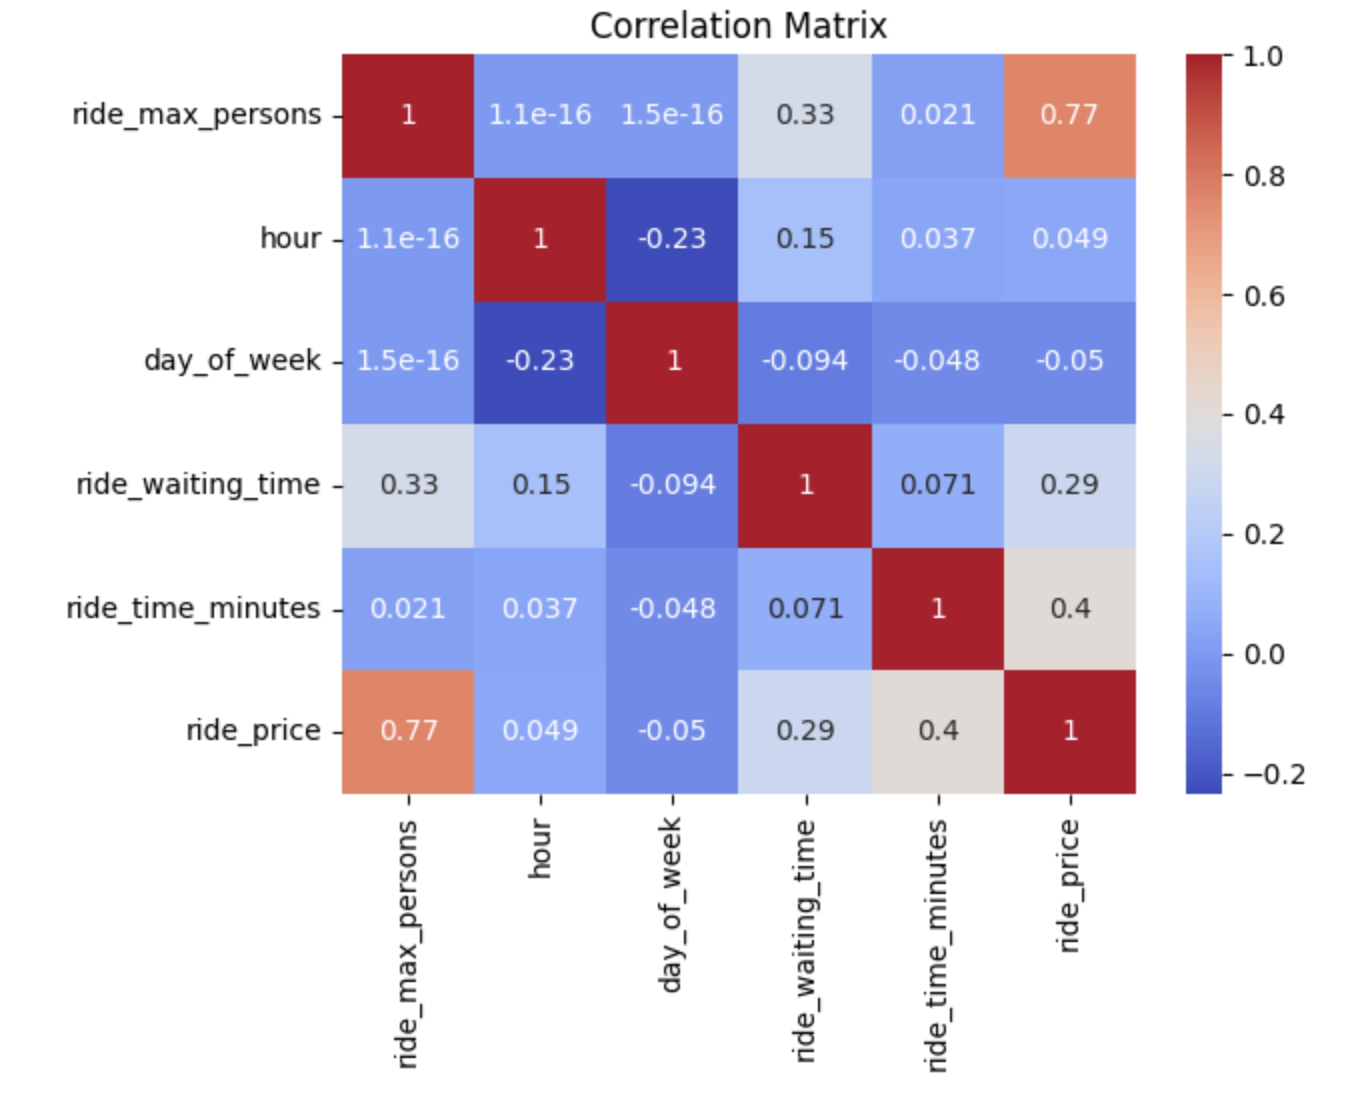 Correlation Matrix
ride_max_persons 1 1.1e-16 1.5e-16 0.33 0.021 0.77
hour 1.1e-16 1 -0.23 0.15 0.037 0.049
day_of_week 1.5e-16 -0.23 1 -0.094 -0.048 -0.05
ride_waiting_time 0.33 0.15 -0.094 1 0.071 0.29
ride_time_minutes 0.021 0.037 -0.048 0.071 1 0.4
ride_price 0.77 0.049 -0.05 0.29 0.4 1
ride_max_persons
hour
day_of_week
ride_waiting_time
ride_time_minutes
ride_price
1.0
0.8
0.6
0.4
0.2
0.0
−0.2